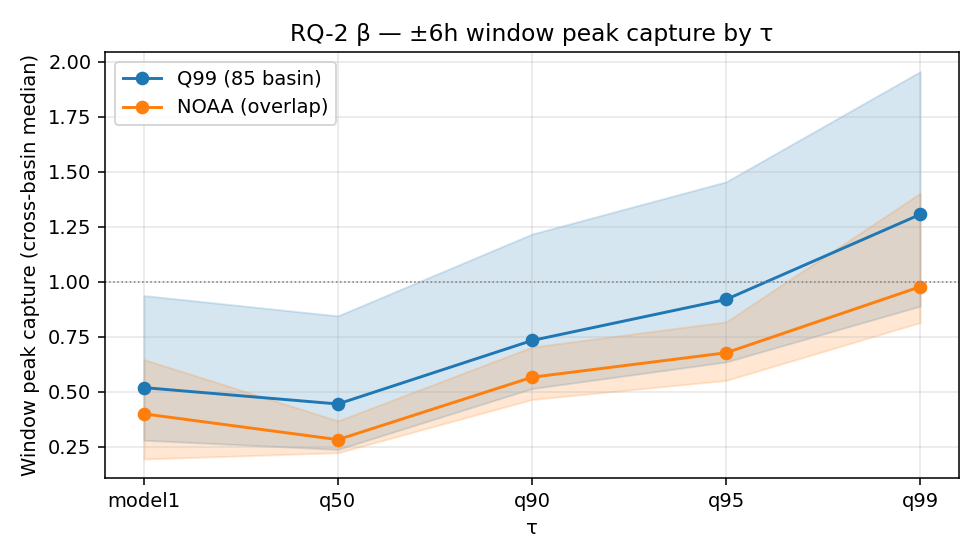 RQ-2 β — ±6h window peak capture by τ
Window peak capture (cross-basin median)
2.00
1.75
1.50
1.25
1.00
0.75
0.50
0.25
Q99 (85 basin)
NOAA (overlap)
model1 q50 q90 q95 q99
τ